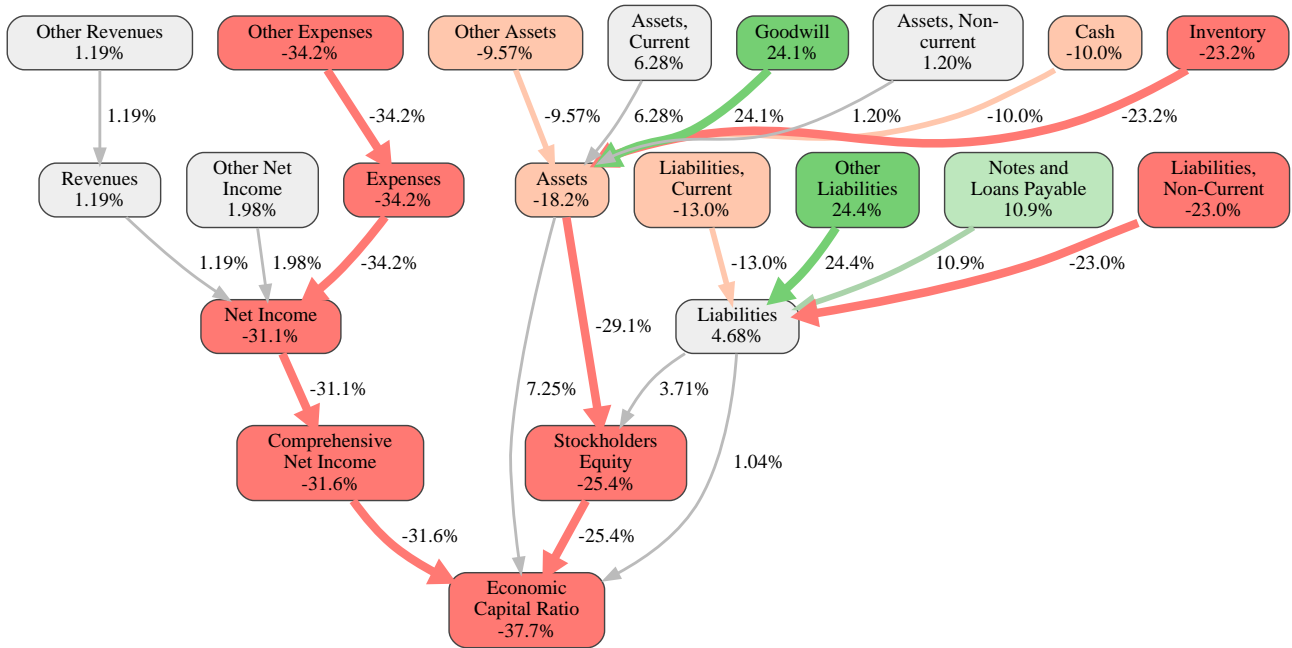 Other Revenues
1.19%
Other Expenses
-34.2%
Other Assets
-9.57%
Assets,
Current
6.28%
Goodwill
24.1%
Assets, Non-
current
1.20%
Cash
-10.0%
Inventory
-23.2%
1.19%
-34.2%
-9.57%
6.28%
24.1%
1.20%
-10.0%
-23.2%
Revenues
1.19%
Other Net
Income
1.98%
Expenses
-34.2%
Assets
-18.2%
Liabilities,
Current
-13.0%
Other
Liabilities
24.4%
Notes and
Loans Payable
10.9%
Liabilities,
Non-Current
-23.0%
1.19%
1.98%
-34.2%
-13.0%
24.4%
10.9%
-23.0%
Net Income
-31.1%
-29.1%
Liabilities
4.68%
-31.1%
7.25%
3.71%
Comprehensive
Net Income
-31.6%
Stockholders
Equity
-25.4%
1.04%
-31.6%
-25.4%
Economic
Capital Ratio
-37.7%